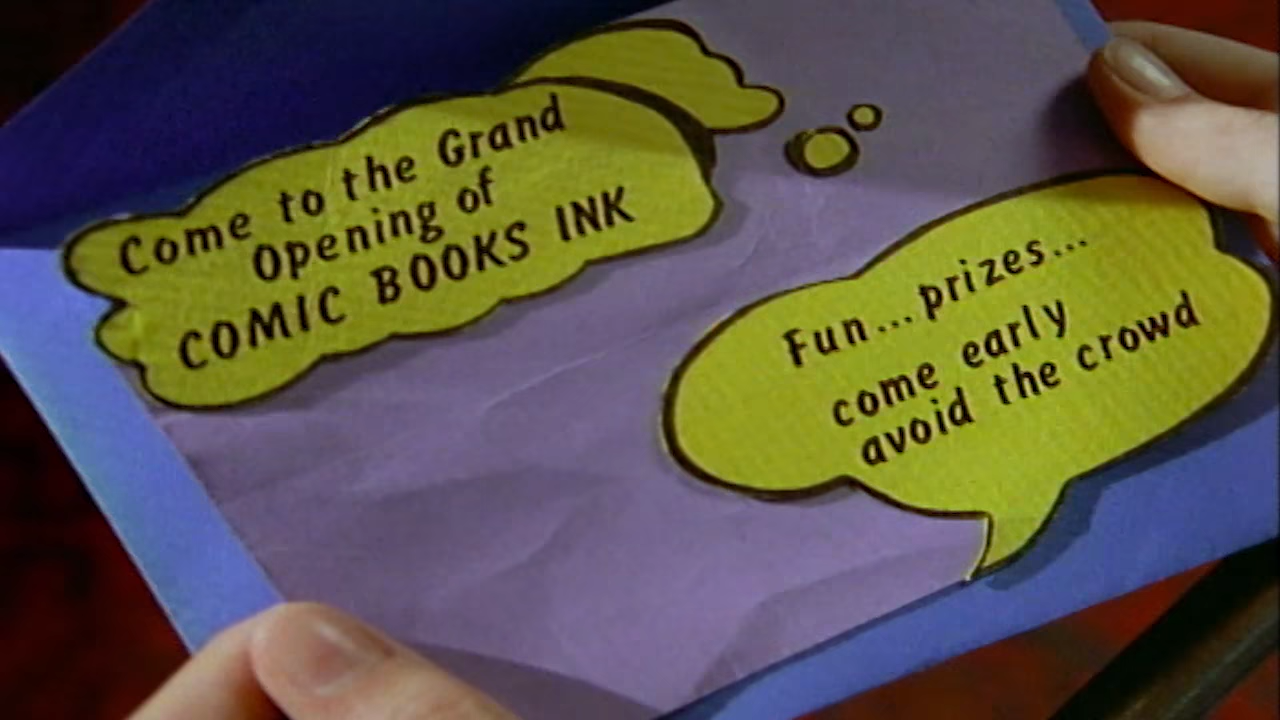 Come to the Grand
Opening of
COMIC BOOKS INK
Fun...prizes...
come early
avoid the crowd